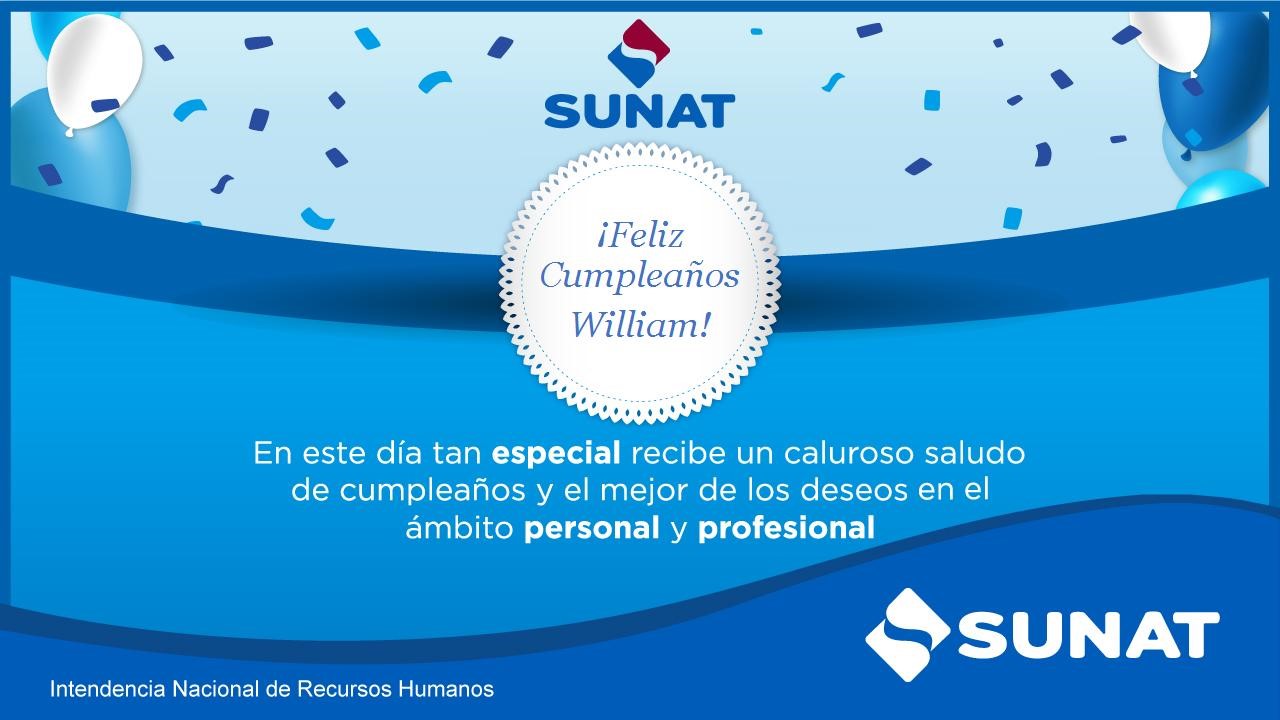 SUNAT
¡Feliz
Cumpleaños
William!
En este día tan especial recibe un caluroso saludo
de cumpleaños y el mejor de los deseos en el
ámbito personal y profesional
SUNAT
Intendencia Nacional de Recursos Humanos